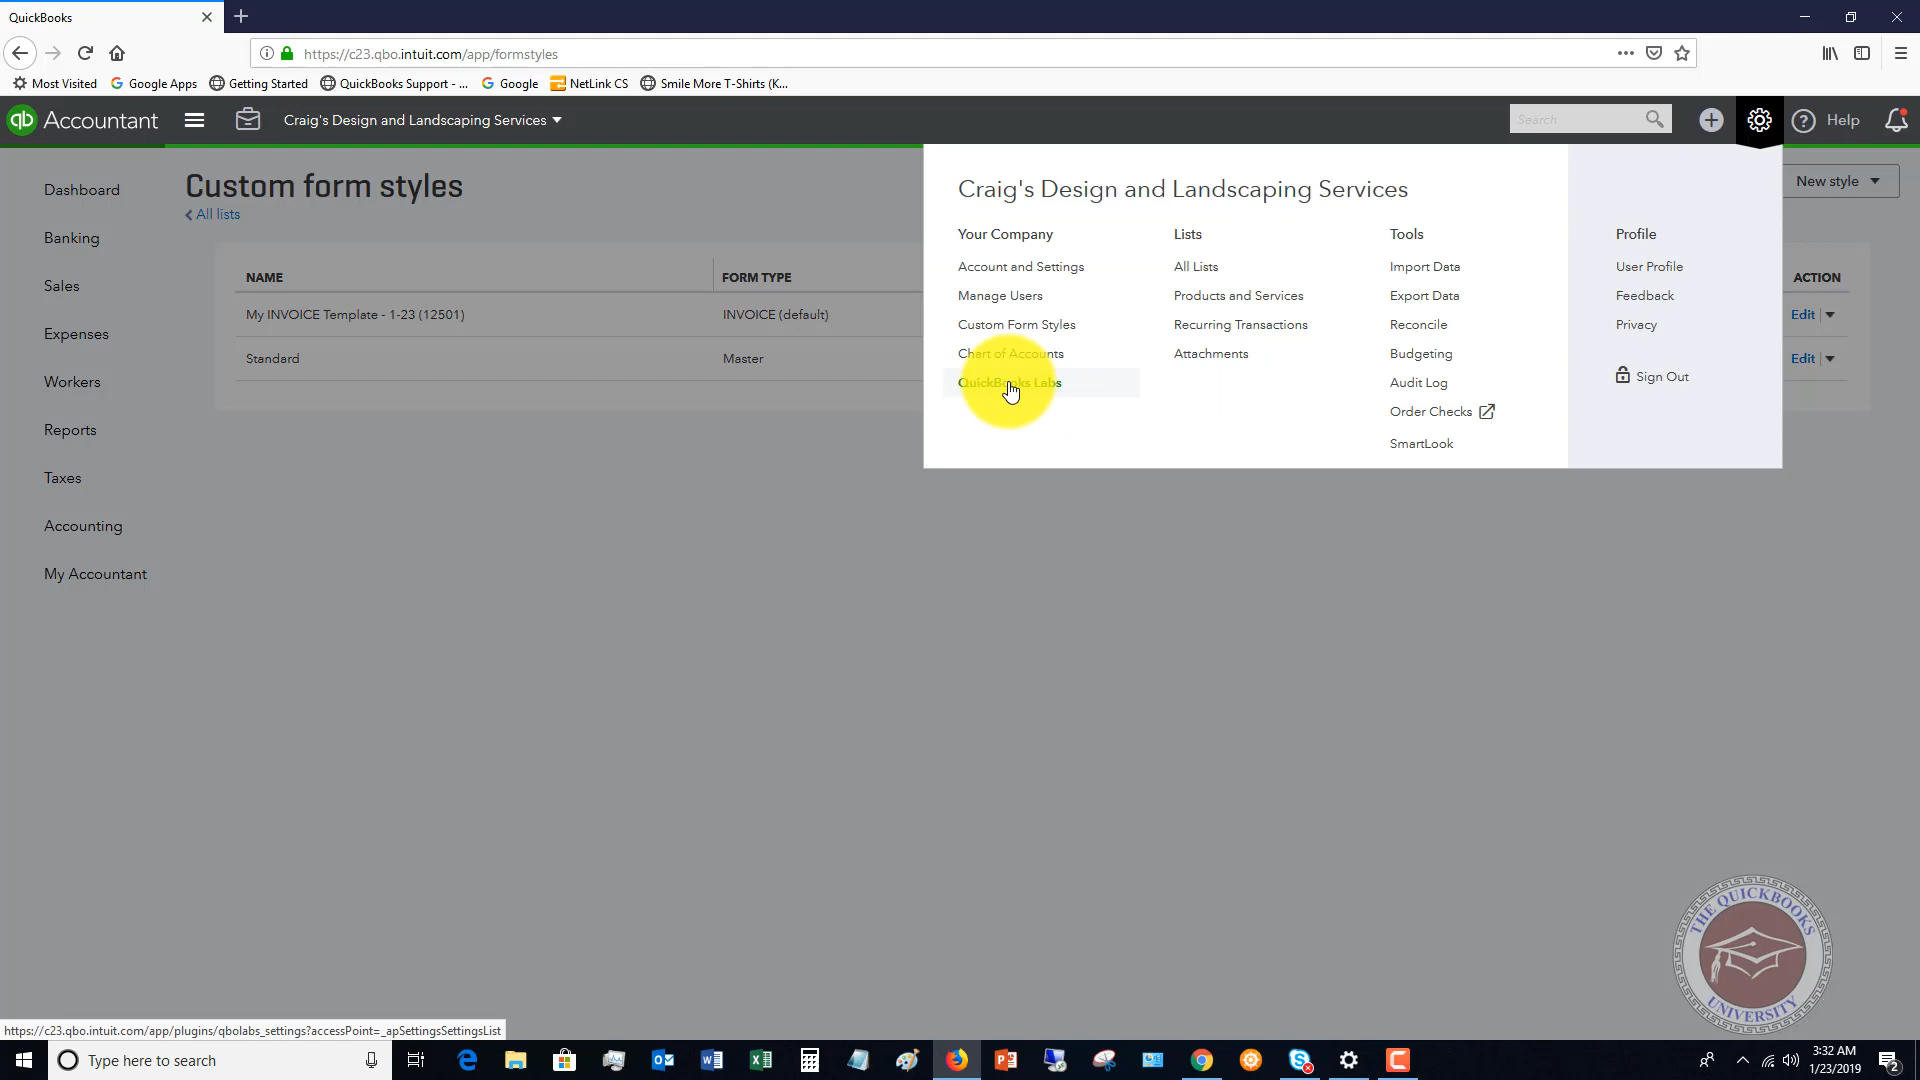 QuickBooks
https://c23.qbo.intuit.com/app/formstyles
Most Visited Google Apps Getting Started QuickBooks Support - ... Google NetLink CS Smile More T-Shirts (K...
qb Accountant Craig's Design and Landscaping Services Search Help
Custom form styles
All lists
New style
Dashboard
Banking
Sales
Expenses
Workers
Reports
Taxes
Accounting
My Accountant
NAME FORM TYPE ACTION
My INVOICE Template - 1-23 (12501) INVOICE (default) Edit
Standard Master Edit
Craig's Design and Landscaping Services
Your Company
Account and Settings
Manage Users
Custom Form Styles
Chart of Accounts
QuickBooks Labs
Lists
All Lists
Products and Services
Recurring Transactions
Attachments
Tools
Import Data
Export Data
Reconcile
Budgeting
Audit Log
Order Checks
SmartLook
Profile
User Profile
Feedback
Privacy
Sign Out
THE QUICKBOOKS
UNIVERSITY
https://c23.qbo.intuit.com/app/plugins/qbolabs_settings?accessPoint=_apSettingsSettingsList
Type here to search
3:32 AM
1/23/2019
2